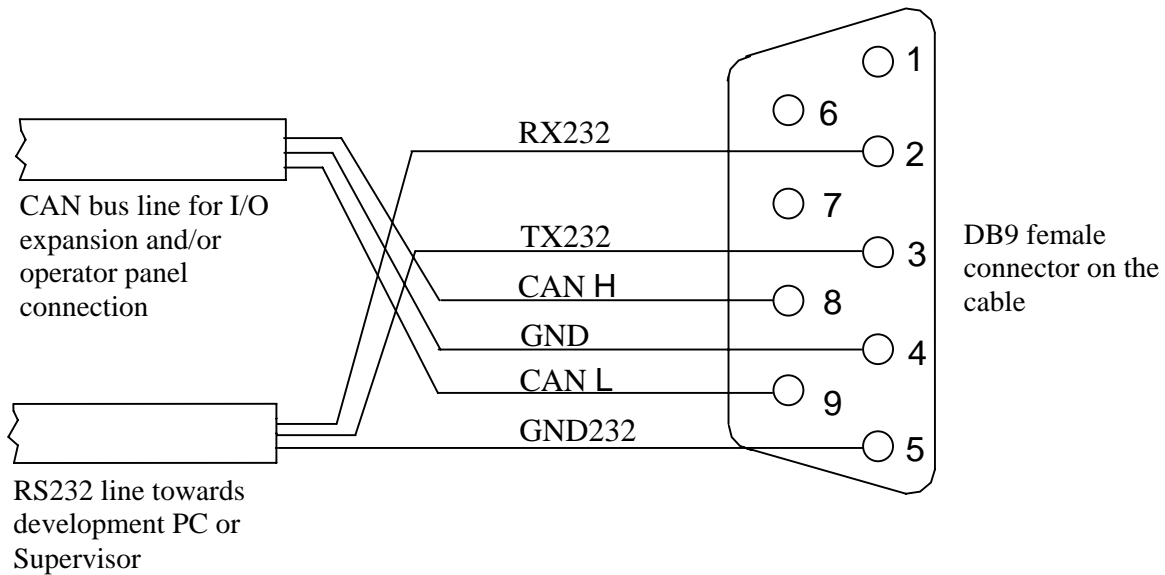 1
6
RX232
2
CAN bus line for I/O
expansion and/or
operator panel
connection
7
TX232
3
DB9 female
connector on the
cable
CAN H
8
GND
4
CAN L
9
GND232
5
RS232 line towards
development PC or
Supervisor